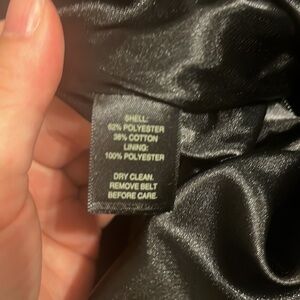 SHELL:
62% POLYESTER
38% COTTON
LINING:
100% POLYESTER
DRY CLEAN.
REMOVE BELT
BEFORE CARE.